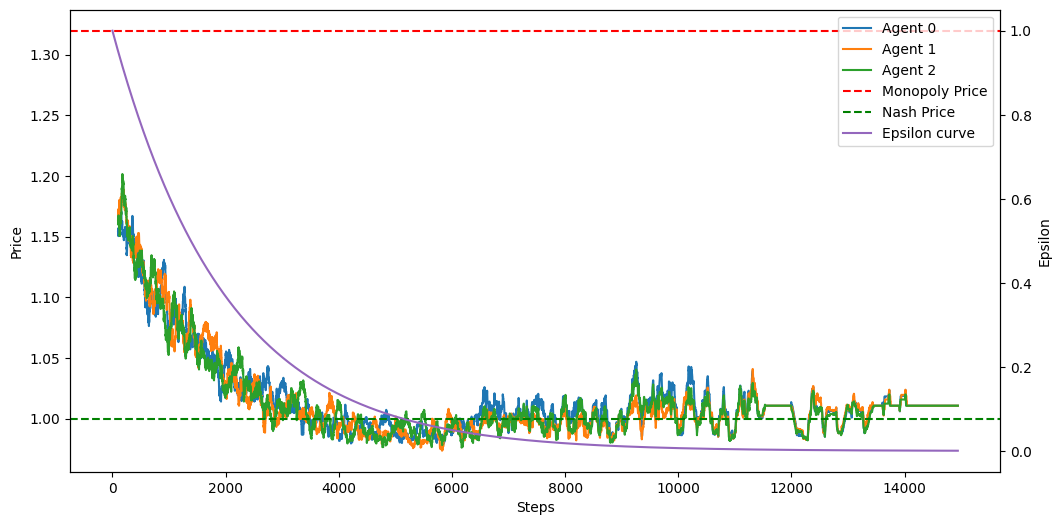 1.30
1.25
1.20
1.15
1.10
1.05
1.00
Price
0
2000
4000
6000
8000
10000
12000
14000
Steps
1.0
0.8
0.6
0.4
0.2
0.0
Epsilon
Agent 0
Agent 1
Agent 2
Monopoly Price
Nash Price
Epsilon curve